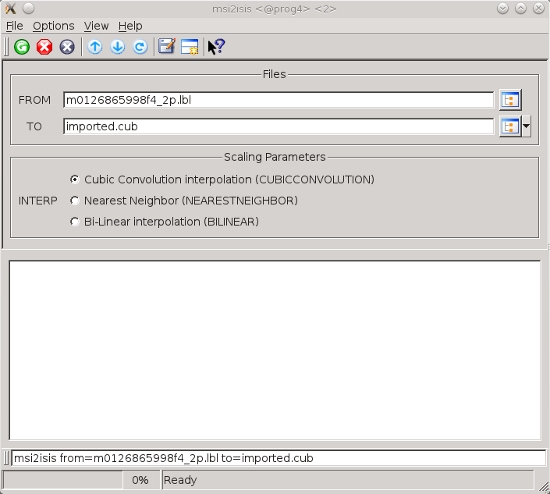 msi2isis <@prog4> <2>
File Options View Help
Files
FROM m0126865998f4_2p.lbl
TO imported.cub
Scaling Parameters
Cubic Convolution interpolation (CUBICCONVOLUTION)
INTERP Nearest Neighbor (NEARESTNEIGHBOR)
Bi-Linear interpolation (BILINEAR)
msi2isis from=m0126865998f4_2p.lbl to=imported.cub
0% Ready